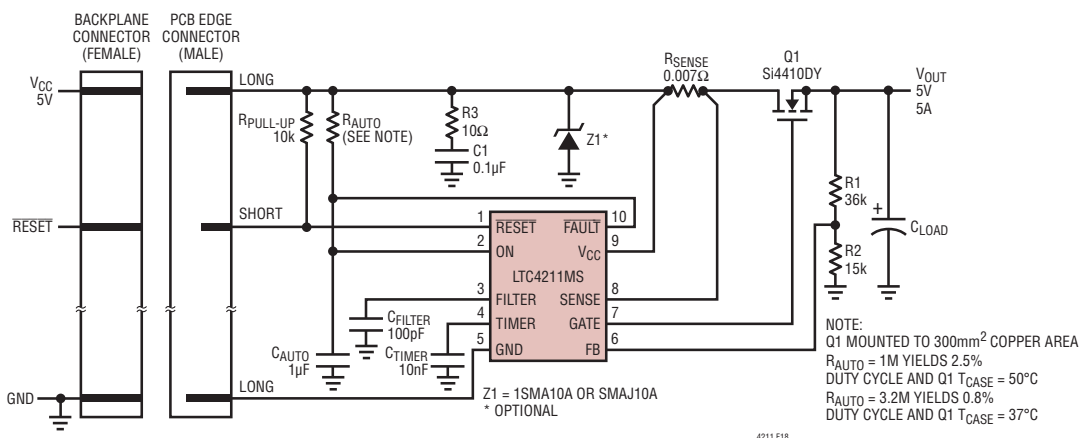 BACKPLANE
CONNECTOR
(FEMALE)
PCB EDGE
CONNECTOR
(MALE)
LONG
VCC
5V
RPULL-UP
10k
RAUTO
(SEE NOTE)
R3
10Ω
C1
0.1µF
Z1*
RSENSE
0.007Ω
Q1
Si4410DY
VOUT
5V
5A
R1
36k
+
CLOAD
R2
15k
RESET
SHORT
1
RESET
2
ON
3
FILTER
4
TIMER
5
GND
LTC4211MS
FAULT
10
VCC
9
SENSE
8
GATE
7
FB
6
CFILTER
100pF
CAUTO
1µF
CTIMER
10nF
LONG
GND
Z1 = 1SMA10A OR SMAJ10A
* OPTIONAL
NOTE:
Q1 MOUNTED TO 300mm² COPPER AREA
RAUTO = 1M YIELDS 2.5%
DUTY CYCLE AND Q1 TCASE = 50°C
RAUTO = 3.2M YIELDS 0.8%
DUTY CYCLE AND Q1 TCASE = 37°C
4211 F18